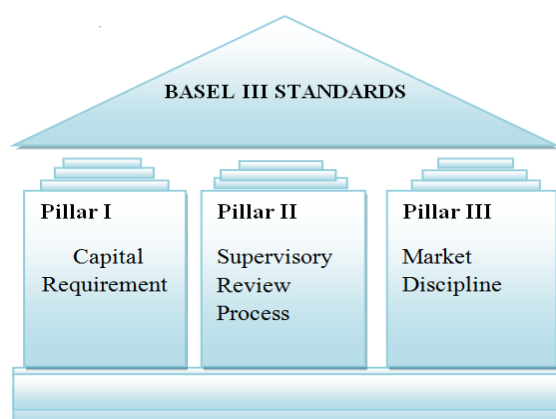 BASEL III STANDARDS
Pillar I
Capital
Requirement
Pillar II
Supervisory
Review
Process
Pillar III
Market
Discipline